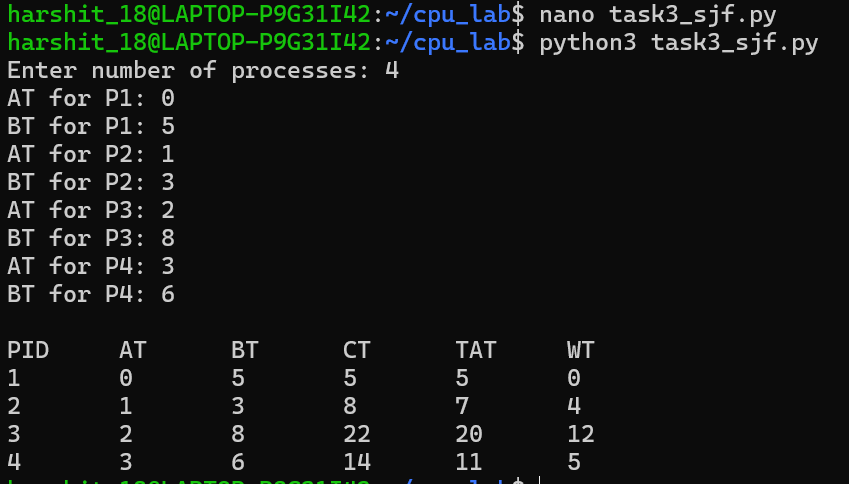 harshit_18@LAPTOP-P9G31I42:~/cpu_lab$ nano task3_sjf.py
harshit_18@LAPTOP-P9G31I42:~/cpu_lab$ python3 task3_sjf.py
Enter number of processes: 4
AT for P1: 0
BT for P1: 5
AT for P2: 1
BT for P2: 3
AT for P3: 2
BT for P3: 8
AT for P4: 3
BT for P4: 6
PID AT BT CT TAT WT
1 0 5 5 5 0
2 1 3 8 7 4
3 2 8 22 20 12
4 3 6 14 11 5
harshit_18@LAPTOP-P9G31I42:~/cpu_lab$